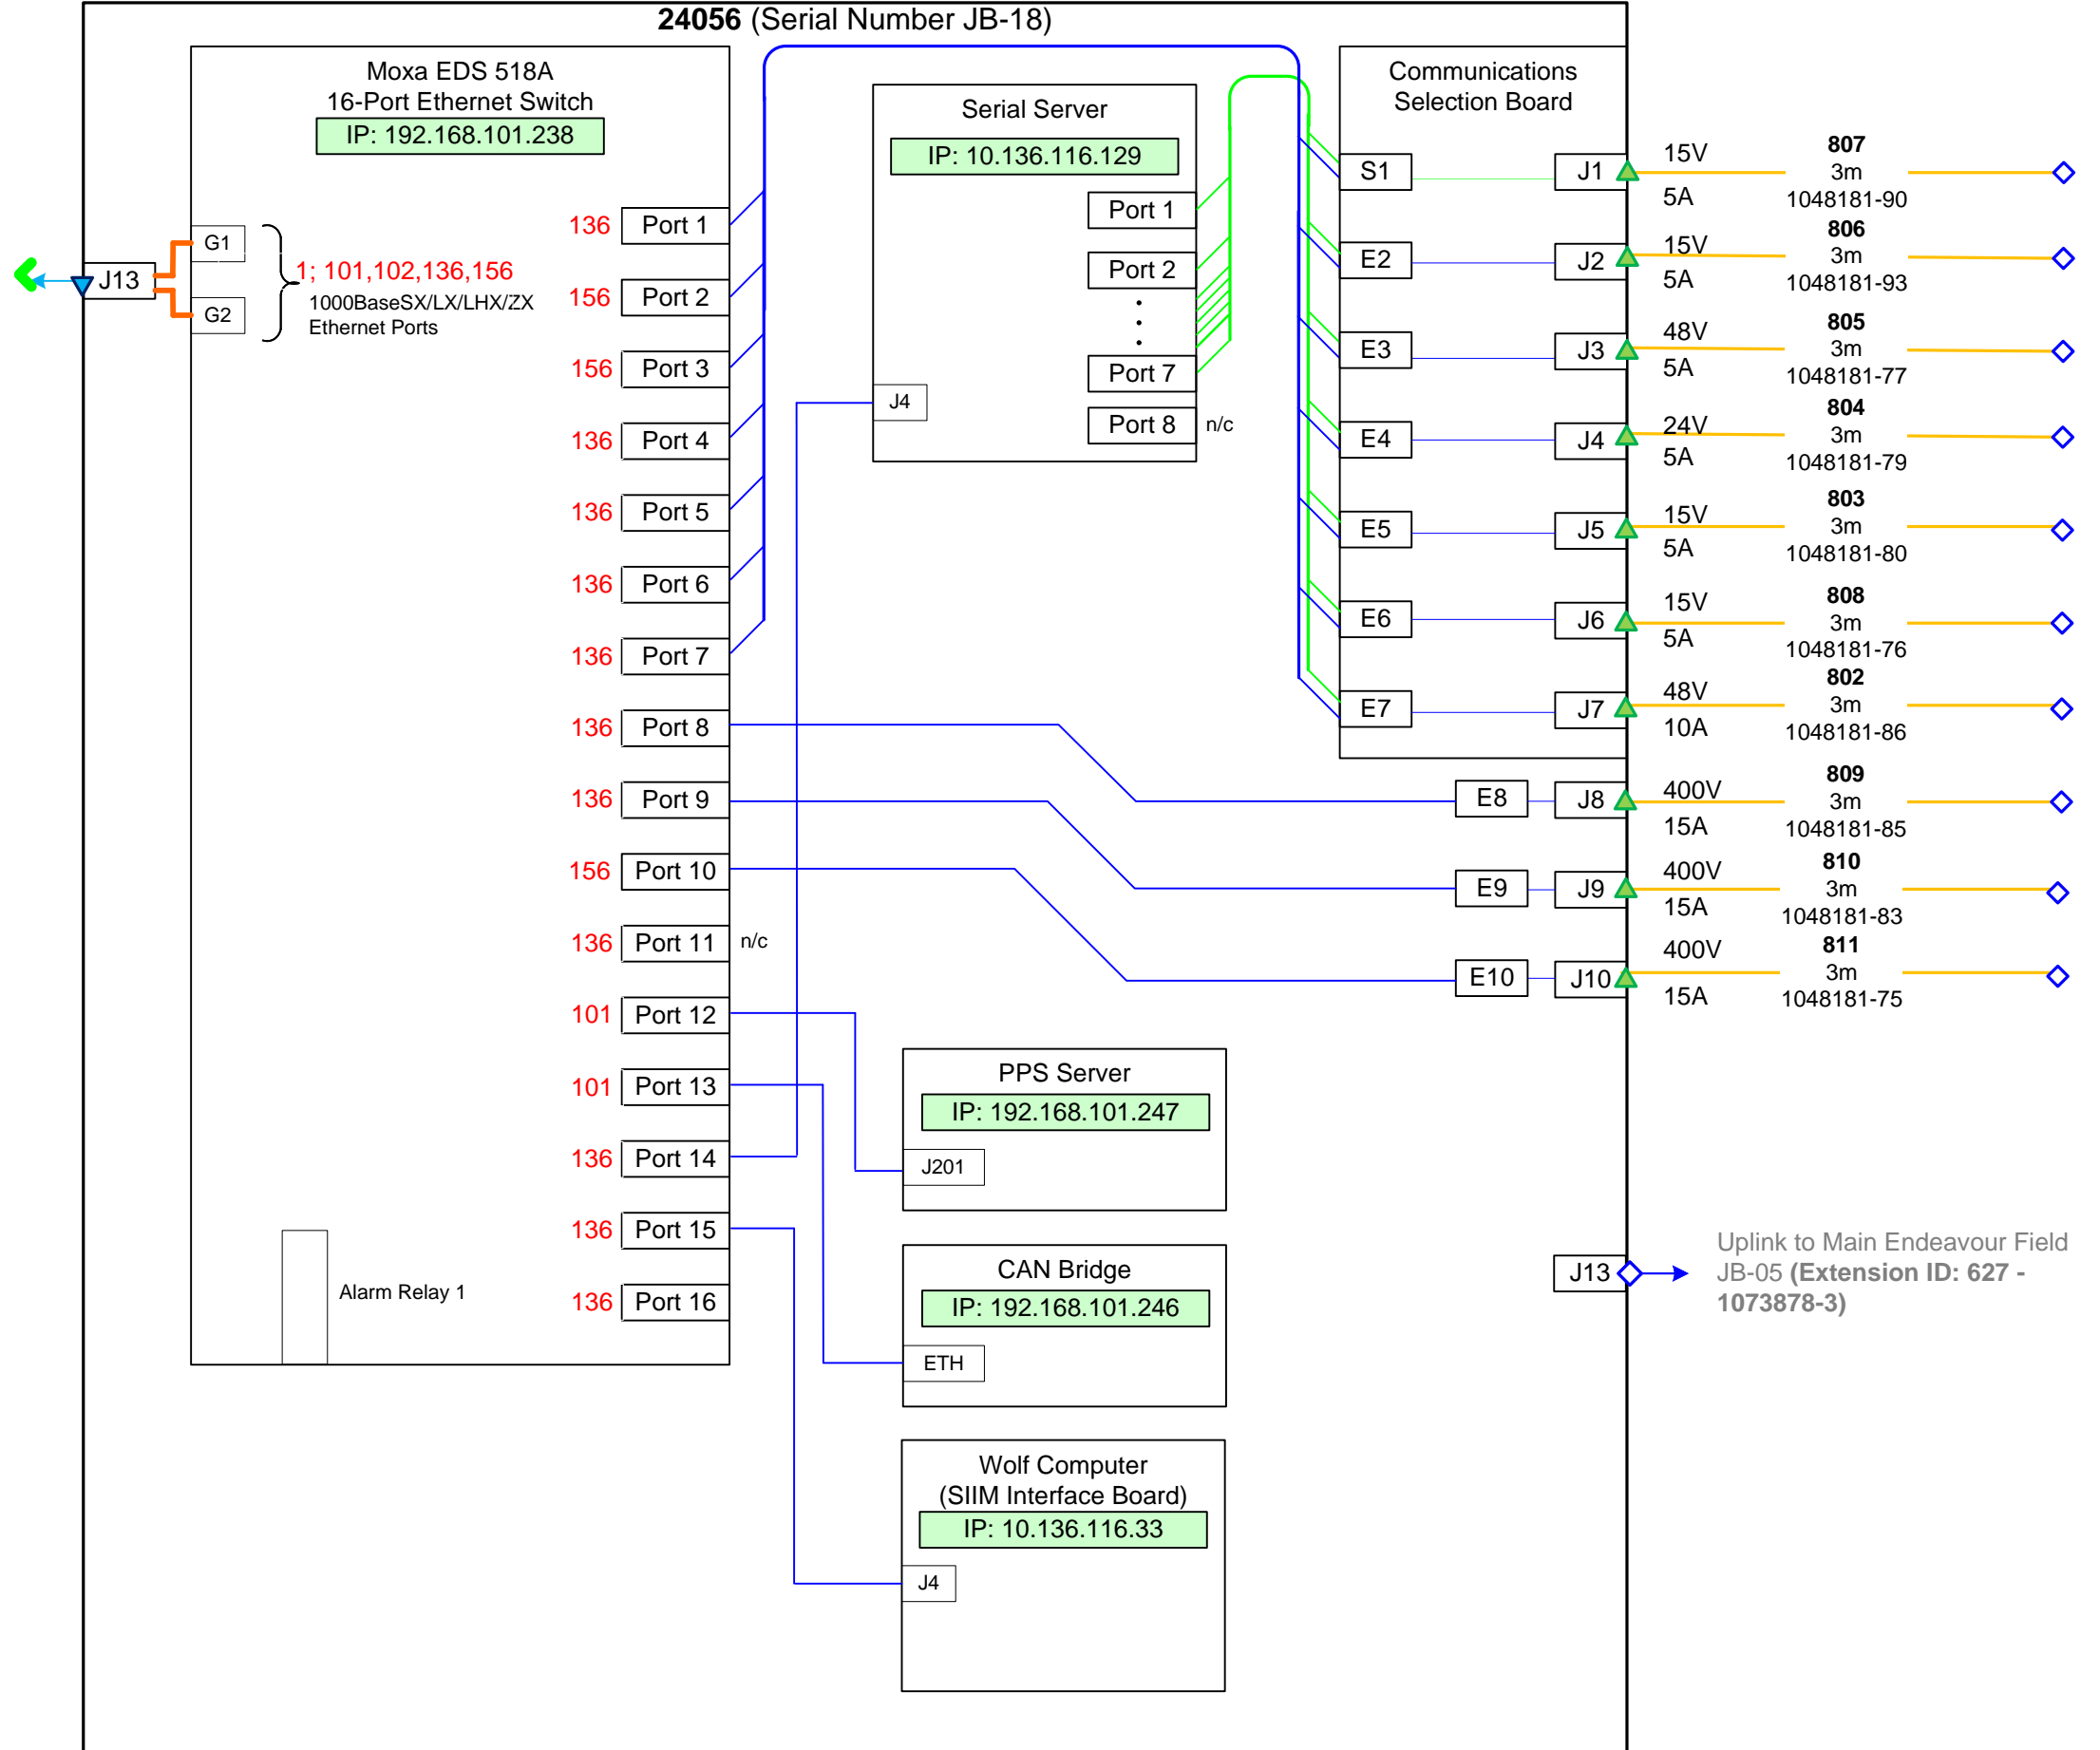 24056 (Serial Number JB-18)
Moxa EDS 518A
16-Port Ethernet Switch
IP: 192.168.101.238
J13
G1
G2
1; 101,102,136,156
1000BaseSX/LX/LHX/ZX
Ethernet Ports
136 Port 1
156 Port 2
156 Port 3
136 Port 4
136 Port 5
136 Port 6
136 Port 7
136 Port 8
136 Port 9
156 Port 10
136 Port 11 n/c
101 Port 12
101 Port 13
136 Port 14
136 Port 15
136 Port 16
Alarm Relay 1
Serial Server
IP: 10.136.116.129
Port 1
Port 2
Port 7
Port 8 n/c
J4
PPS Server
IP: 192.168.101.247
J201
CAN Bridge
IP: 192.168.101.246
ETH
Wolf Computer
(SIIM Interface Board)
IP: 10.136.116.33
J4
Communications
Selection Board
S1 J1
E2 J2
E3 J3
E4 J4
E5 J5
E6 J6
E7 J7
E8 J8
E9 J9
E10 J10
15V 807
3m
5A 1048181-90
15V 806
3m
5A 1048181-93
48V 805
3m
5A 1048181-77
24V 804
3m
5A 1048181-79
15V 803
3m
5A 1048181-80
15V 808
3m
5A 1048181-76
48V 802
3m
10A 1048181-86
400V 809
3m
15A 1048181-85
400V 810
3m
15A 1048181-83
400V 811
3m
15A 1048181-75
J13
Uplink to Main Endeavour Field
JB-05 (Extension ID: 627 -
1073878-3)